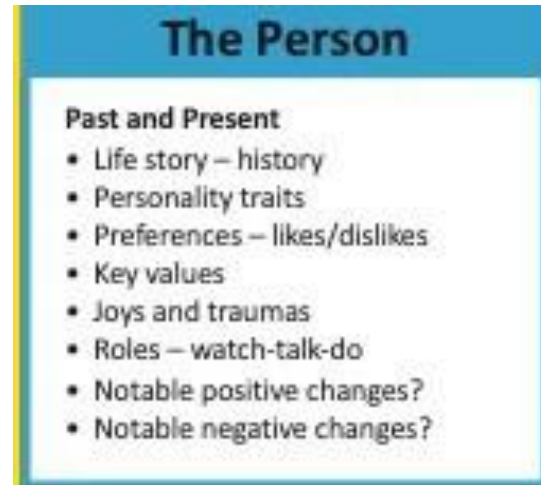 The Person
Past and Present
• Life story – history
• Personality traits
• Preferences – likes/dislikes
• Key values
• Joys and traumas
• Roles – watch-talk-do
• Notable positive changes?
• Notable negative changes?